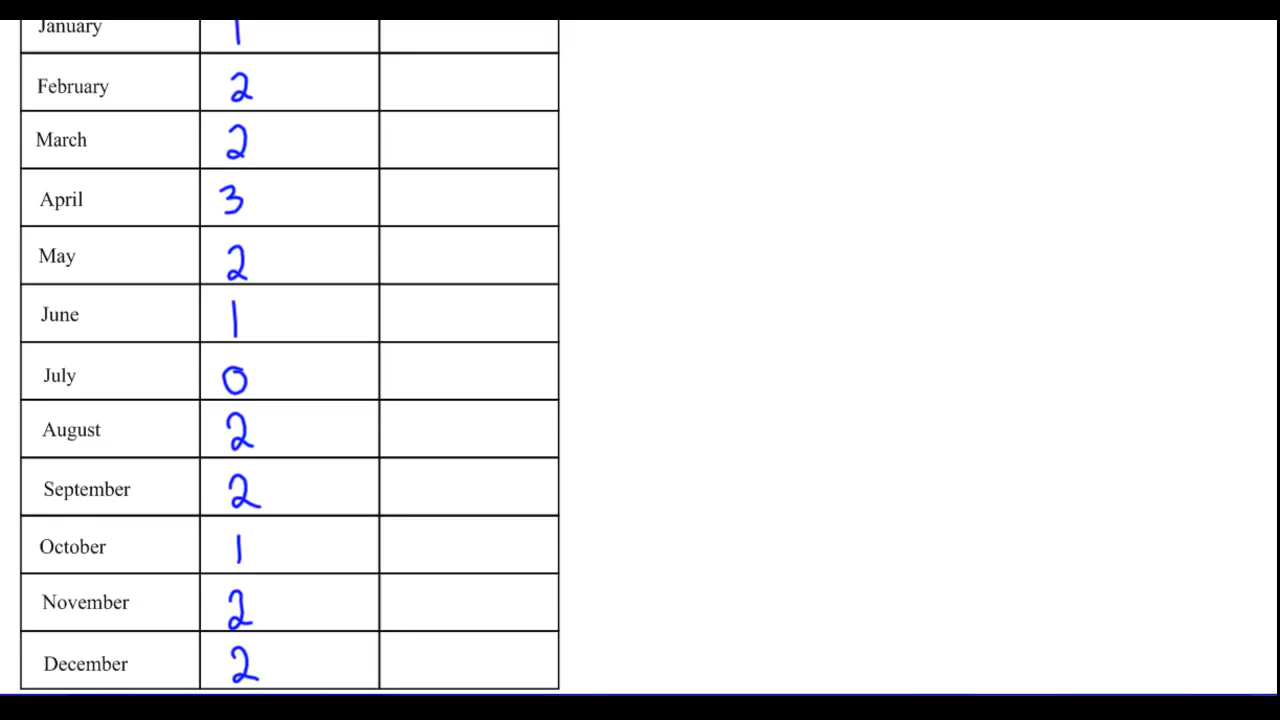 January 1
February 2
March 2
April 3
May 2
June 1
July 0
August 2
September 2
October 1
November 2
December 2